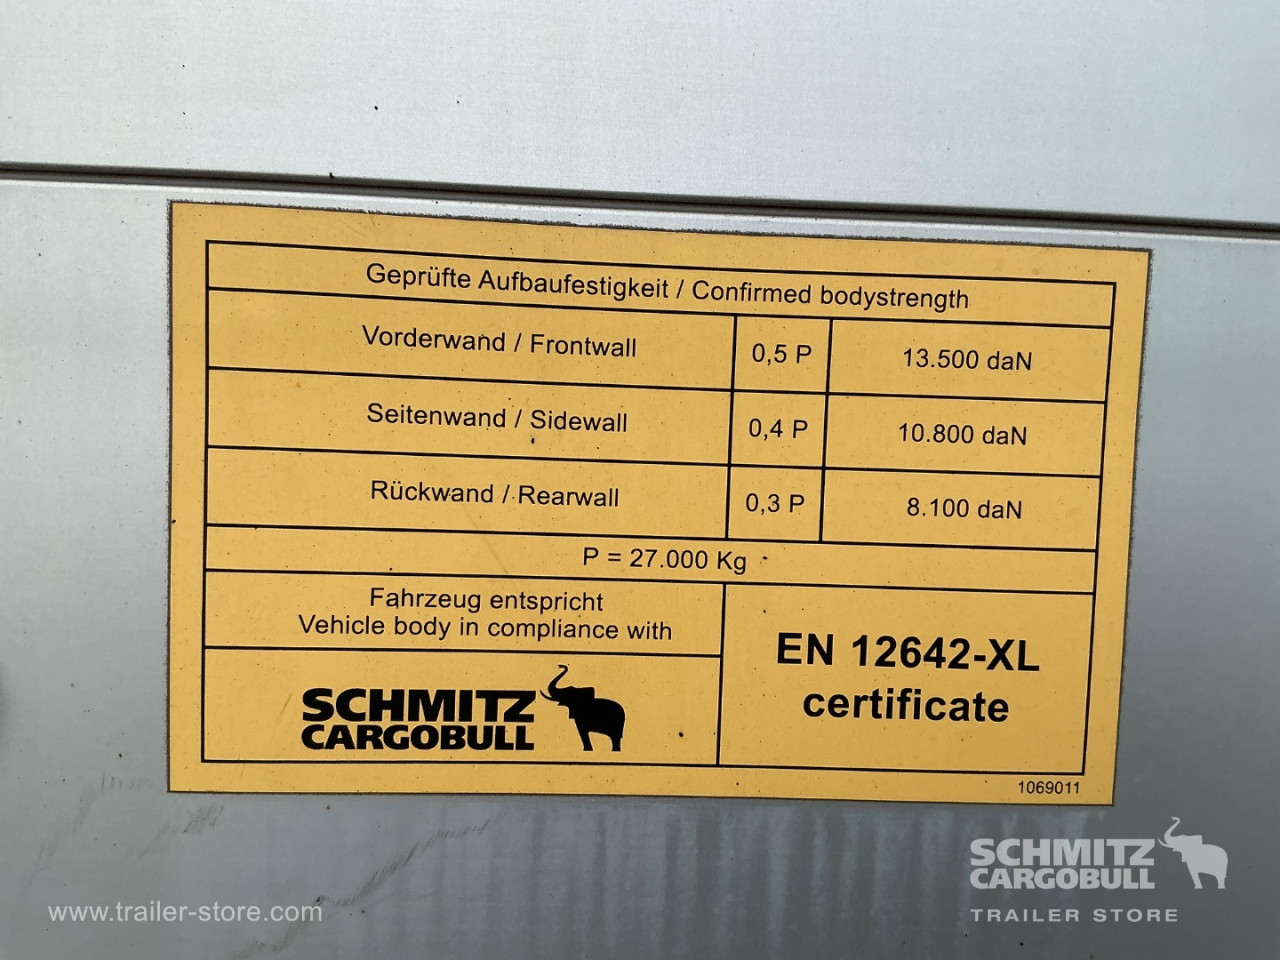 Geprüfte Aufbaufestigkeit / Confirmed bodystrength
Vorderwand / Frontwall 0,5 P 13.500 daN
Seitenwand / Sidewall 0,4 P 10.800 daN
Rückwand / Rearwall 0,3 P 8.100 daN
P = 27.000 Kg
Fahrzeug entspricht
Vehicle body in compliance with
SCHMITZ
CARGOBULL
EN 12642-XL
certificate
1069011
www.trailer-store.com
SCHMITZ
CARGOBULL
TRAILER STORE